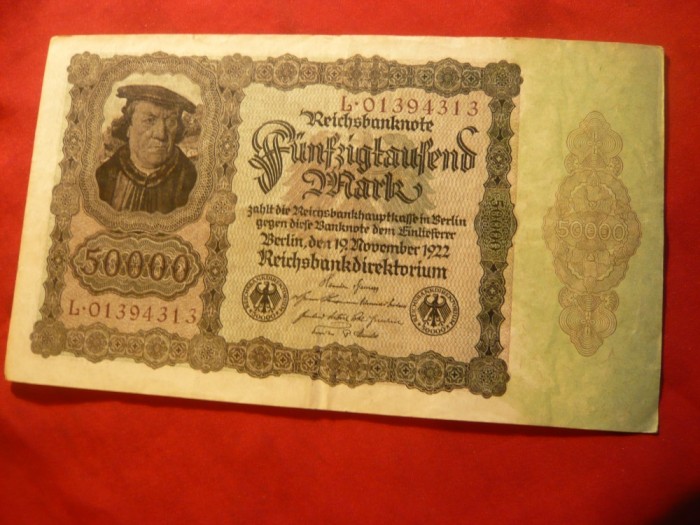 L·01394313
Reichsbanknote
Fünfzigtausend
Mark
zahlt die Reichsbankhauptkasse in Berlin
gegen diese Banknote dem Einlieferer
Berlin, den 19. November 1922
Reichsbankdirektorium
50000
L·01394313
50000
50000